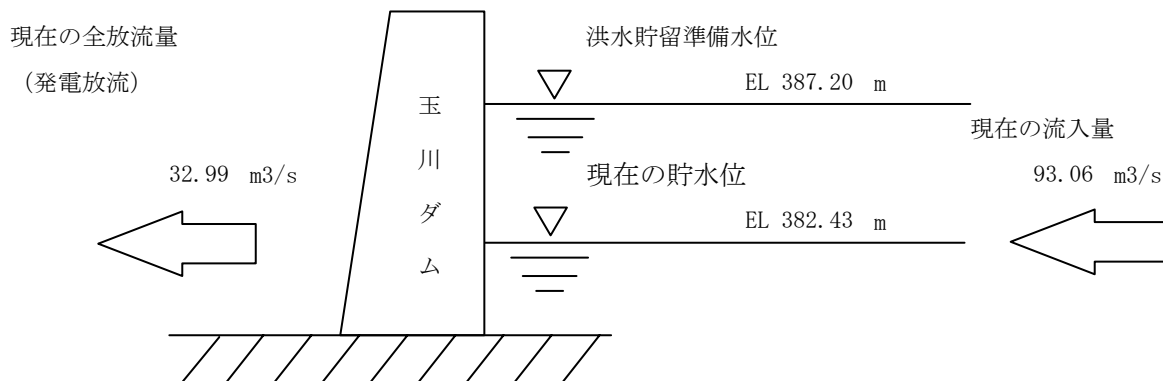 現在の全放流量
（発電放流）
32.99 m3/s
玉川ダム
洪水貯留準備水位
EL 387.20 m
現在の貯水位
EL 382.43 m
現在の流入量
93.06 m3/s